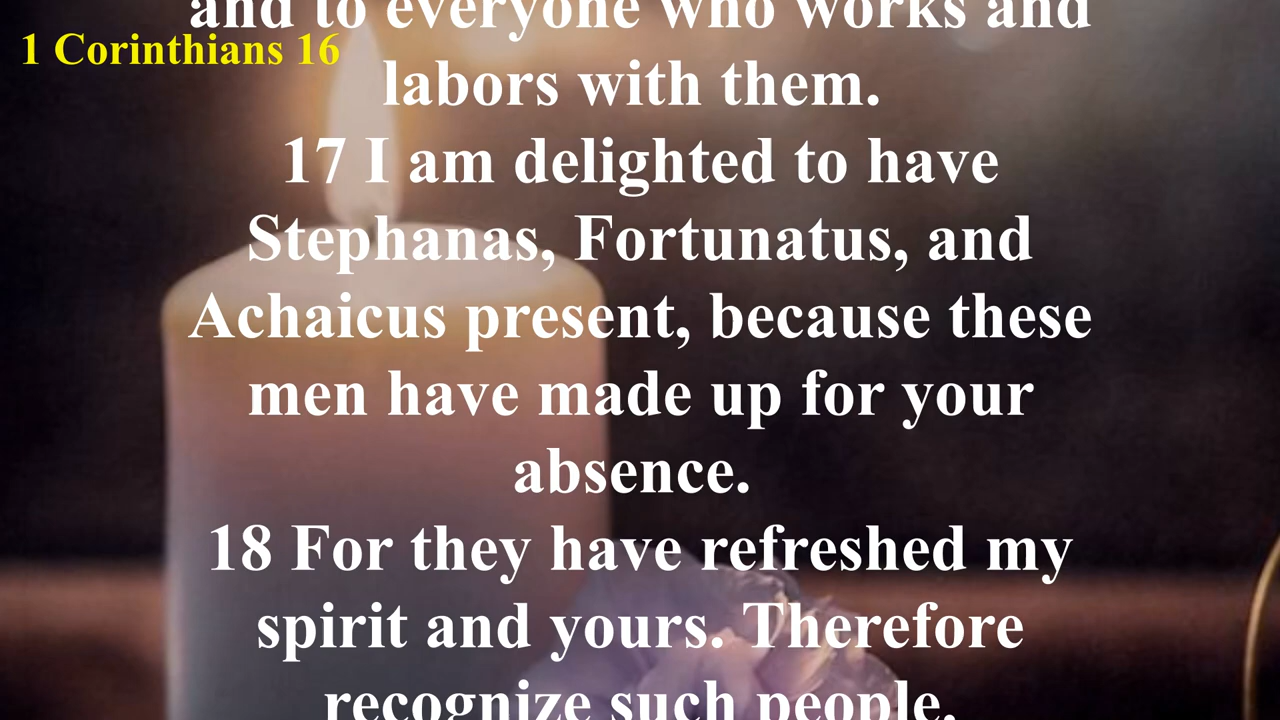 and to everyone who works and
1 Corinthians 16
labors with them.
17 I am delighted to have
Stephanas, Fortunatus, and
Achaicus present, because these
men have made up for your
absence.
18 For they have refreshed my
spirit and yours. Therefore
recognize such people.